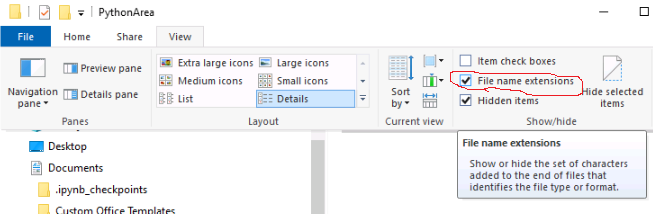 PythonArea
File Home Share View
Navigation pane
Preview pane
Details pane
Panes
Extra large icons Large icons
Medium icons Small icons
List Details
Layout
Sort by
Current view
Item check boxes
File name extensions
Hidden items
Hide selected items
Show/hide
File name extensions
Show or hide the set of characters
added to the end of files that
identifies the file type or format.
Desktop
Documents
.ipynb_checkpoints
Custom Office Templates